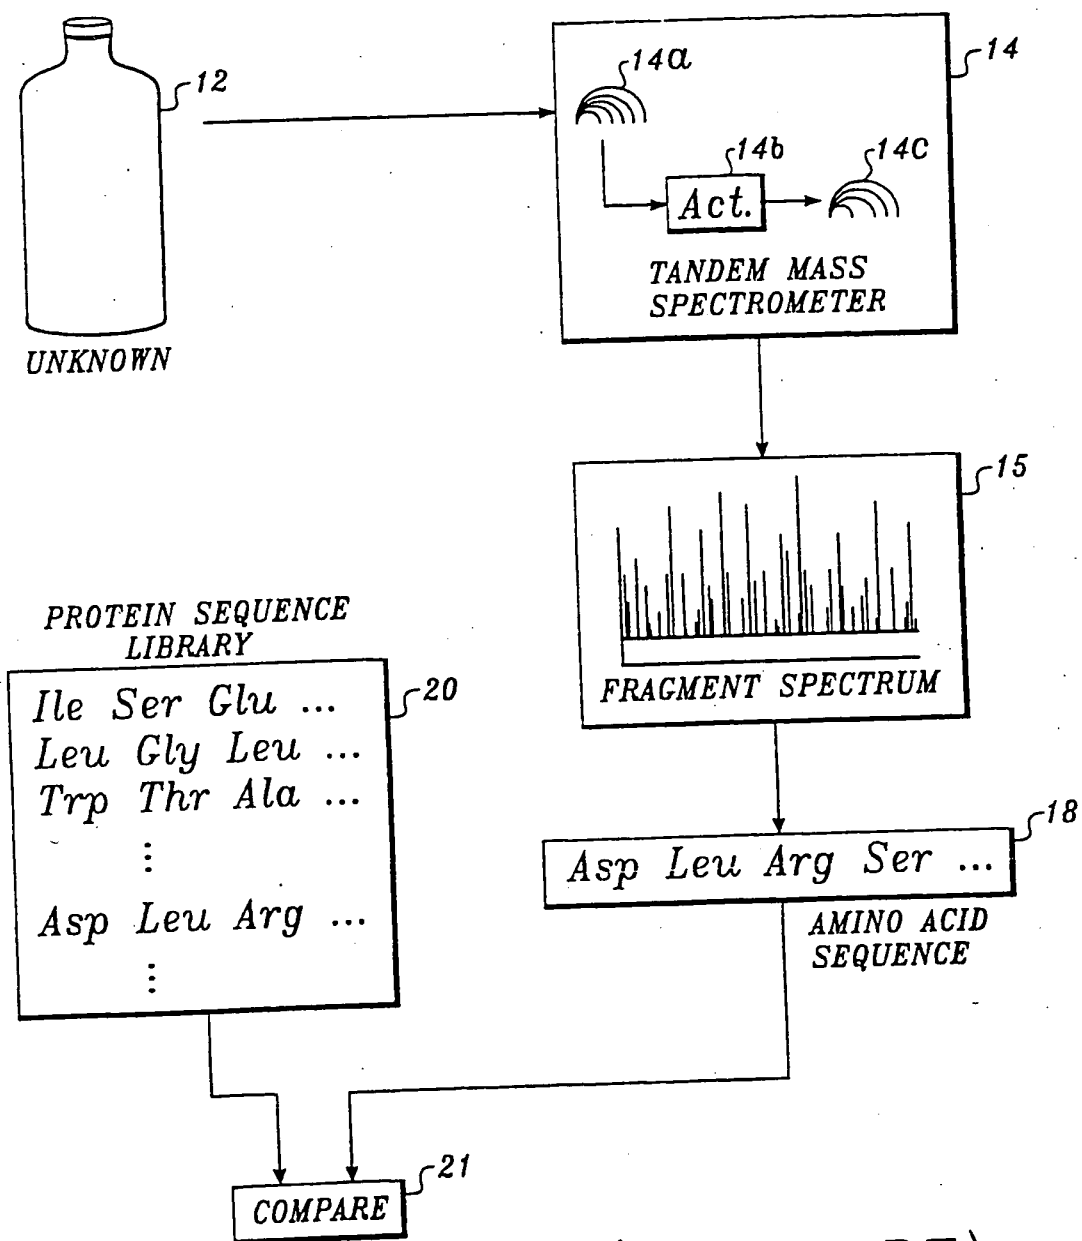 12
UNKNOWN
14
14a
14b
14c
Act.
TANDEM MASS
SPECTROMETER
15
FRAGMENT SPECTRUM
PROTEIN SEQUENCE
LIBRARY
20
Ile Ser Glu ...
Leu Gly Leu ...
Trp Thr Ala ...
⋮
Asp Leu Arg ...
⋮
18
Asp Leu Arg Ser ...
AMINO ACID
SEQUENCE
21
COMPARE